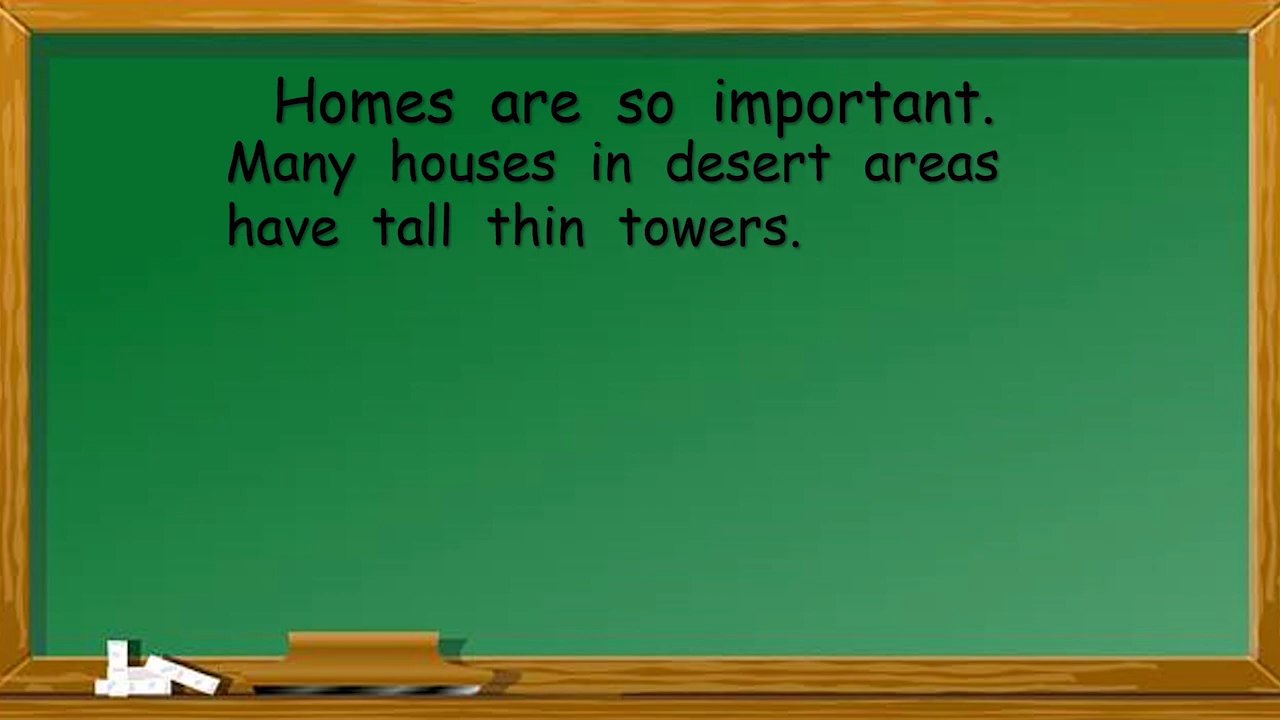 Homes are so important.
Many houses in desert areas
have tall thin towers.